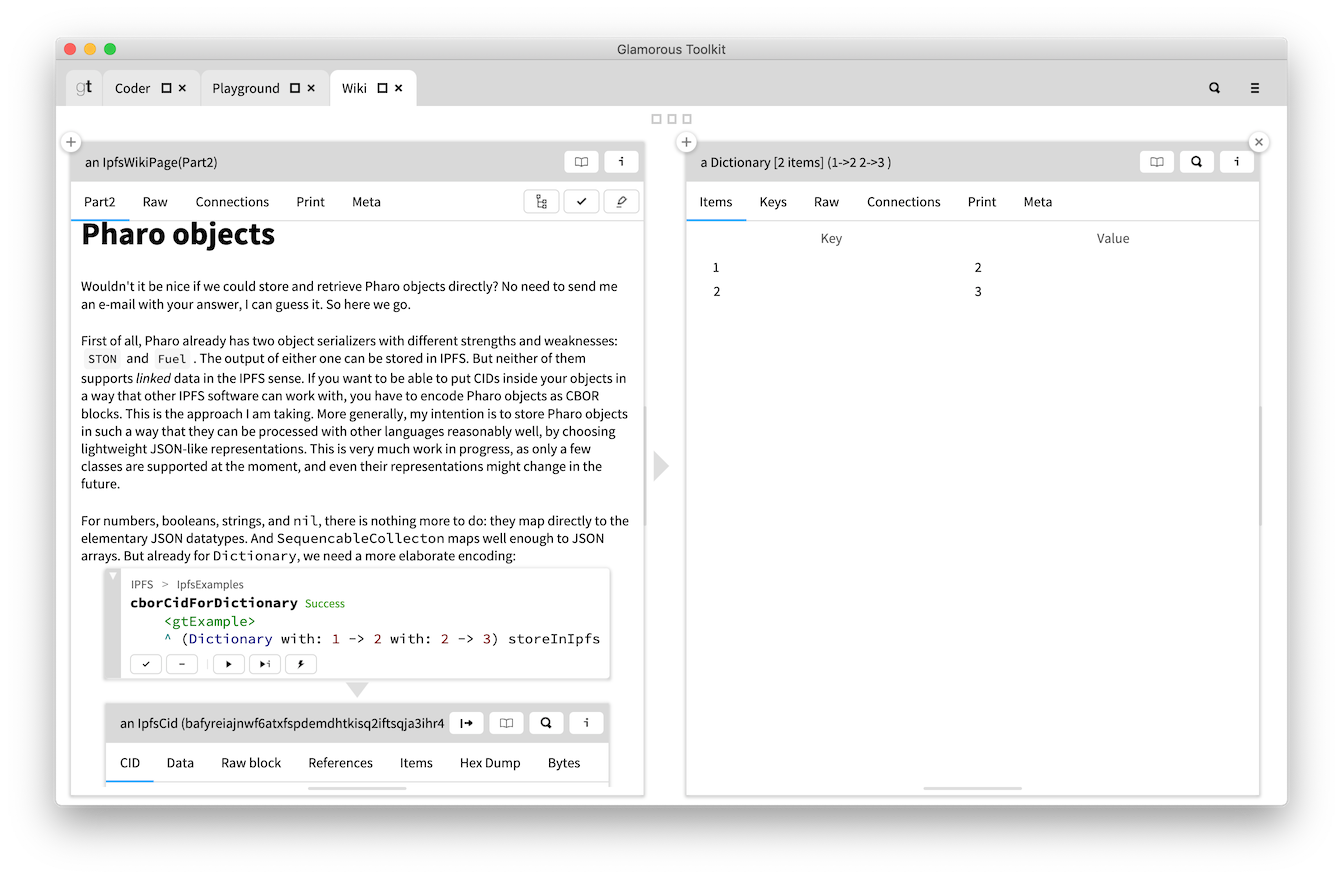 Glamorous Toolkit
gt
Coder
Playground
Wiki
an IpfsWikiPage(Part2)
i
Part2 Raw Connections Print Meta
Pharo objects
Wouldn't it be nice if we could store and retrieve Pharo objects directly? No need to send me
an e-mail with your answer, I can guess it. So here we go.
First of all, Pharo already has two object serializers with different strengths and weaknesses:
STON and Fuel . The output of either one can be stored in IPFS. But neither of them
supports linked data in the IPFS sense. If you want to be able to put CIDs inside your objects in
a way that other IPFS software can work with, you have to encode Pharo objects as CBOR
blocks. This is the approach I am taking. More generally, my intention is to store Pharo objects
in such a way that they can be processed with other languages reasonably well, by choosing
lightweight JSON-like representations. This is very much work in progress, as only a few
classes are supported at the moment, and even their representations might change in the
future.
For numbers, booleans, strings, and nil, there is nothing more to do: they map directly to the
elementary JSON datatypes. And SequencableCollecton maps well enough to JSON
arrays. But already for Dictionary, we need a more elaborate encoding:
IPFS > IpfsExamples
cborCidForDictionary Success
<gtExample>
^ (Dictionary with: 1 -> 2 with: 2 -> 3) storeInIpfs
i
an IpfsCid (bafyreiajnwf6atxfspdemdhtkisq2iftsqja3ihr4
i
CID Data Raw block References Items Hex Dump Bytes
a Dictionary [2 items] (1->2 2->3 )
i
Items Keys Raw Connections Print Meta
Key Value
1 2
2 3